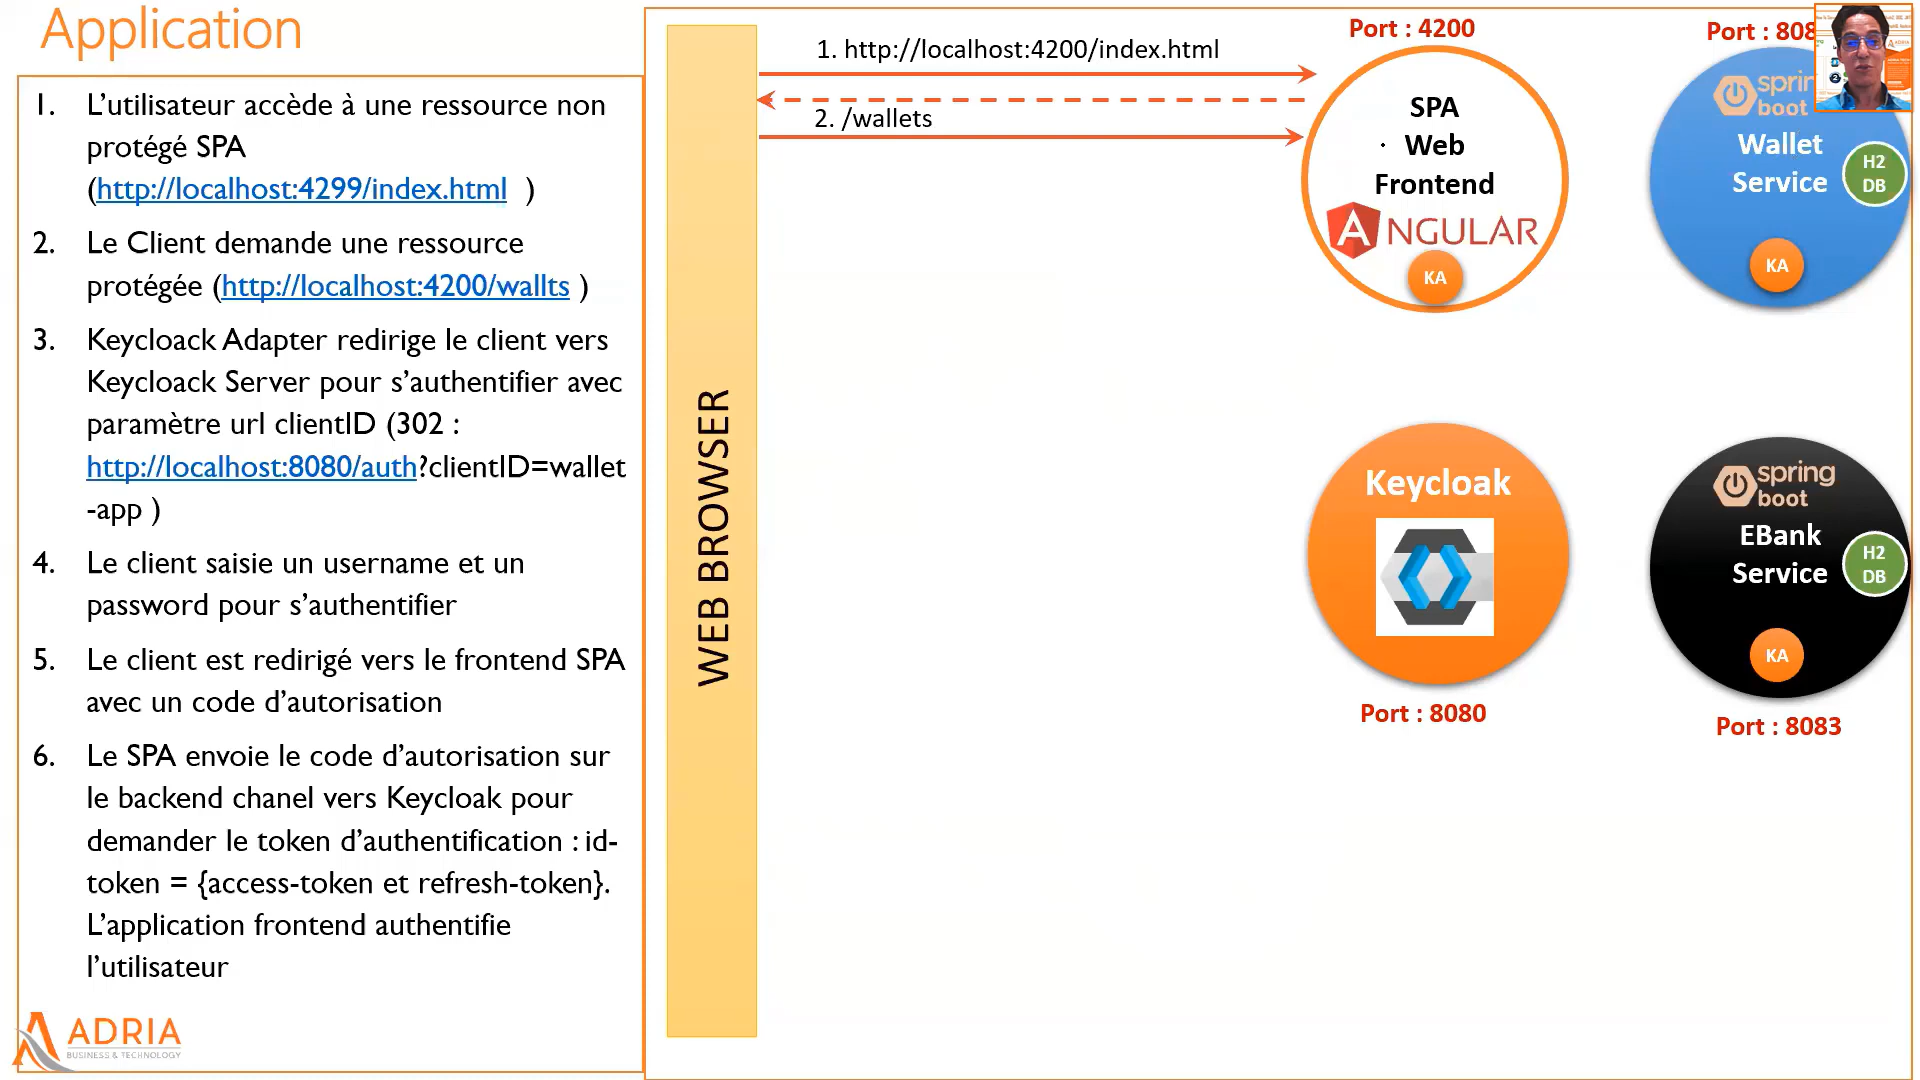 Application
1. L’utilisateur accède à une ressource non
protégé SPA
(http://localhost:4299/index.html )
2. Le Client demande une ressource
protégée (http://localhost:4200/wallts )
3. Keycloack Adapter redirige le client vers
Keycloack Server pour s’authentifier avec
paramètre url clientID (302 :
http://localhost:8080/auth?clientID=wallet
-app )
4. Le client saisie un username et un
password pour s’authentifier
5. Le client est redirigé vers le frontend SPA
avec un code d’autorisation
6. Le SPA envoie le code d’autorisation sur
le backend chanel vers Keycloak pour
demander le token d’authentification : id-
token = {access-token et refresh-token}.
L’application frontend authentifie
l’utilisateur
ADRIA
BUSINESS & TECHNOLOGY
WEB BROWSER
1. http://localhost:4200/index.html
2. /wallets
Port : 4200
SPA
Web
Frontend
ANGULAR
KA
Port : 808
spring
boot
Wallet
Service
H2
DB
KA
Keycloak
Port : 8080
spring
boot
EBank
Service
H2
DB
KA
Port : 8083